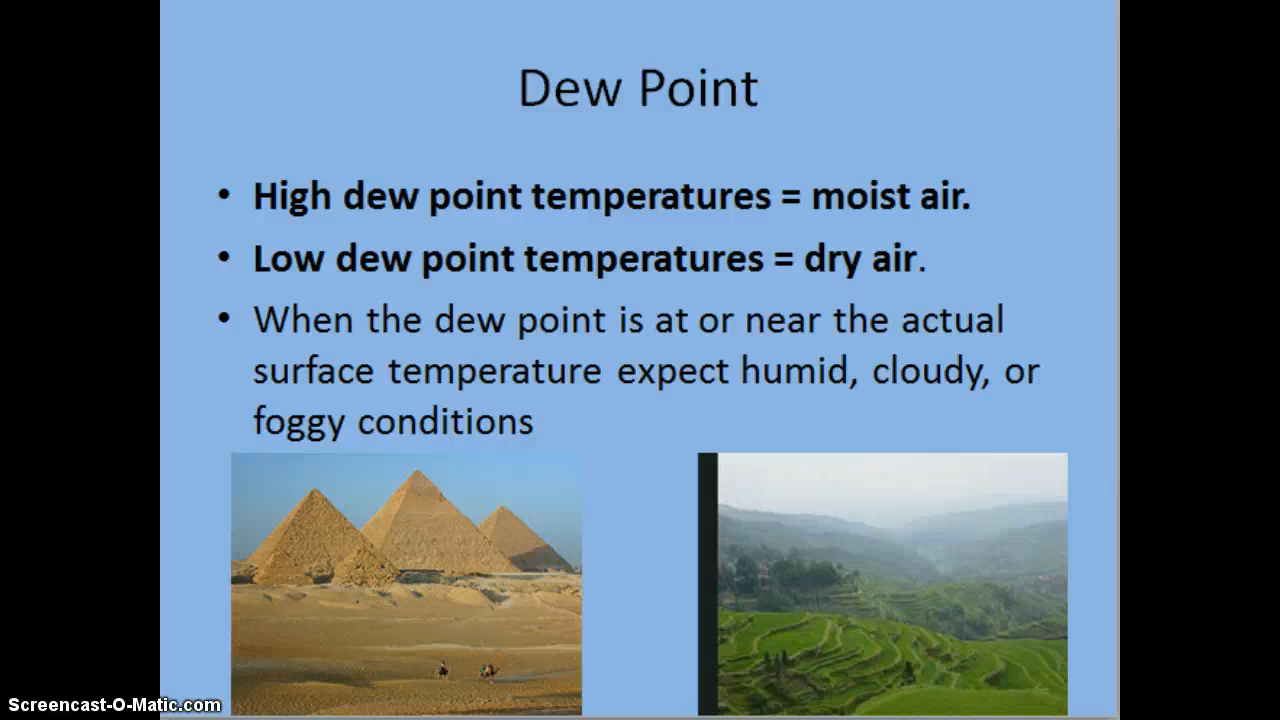 Dew Point
• High dew point temperatures = moist air.
• Low dew point temperatures = dry air.
• When the dew point is at or near the actual
surface temperature expect humid, cloudy, or
foggy conditions
Screencast-O-Matic.com